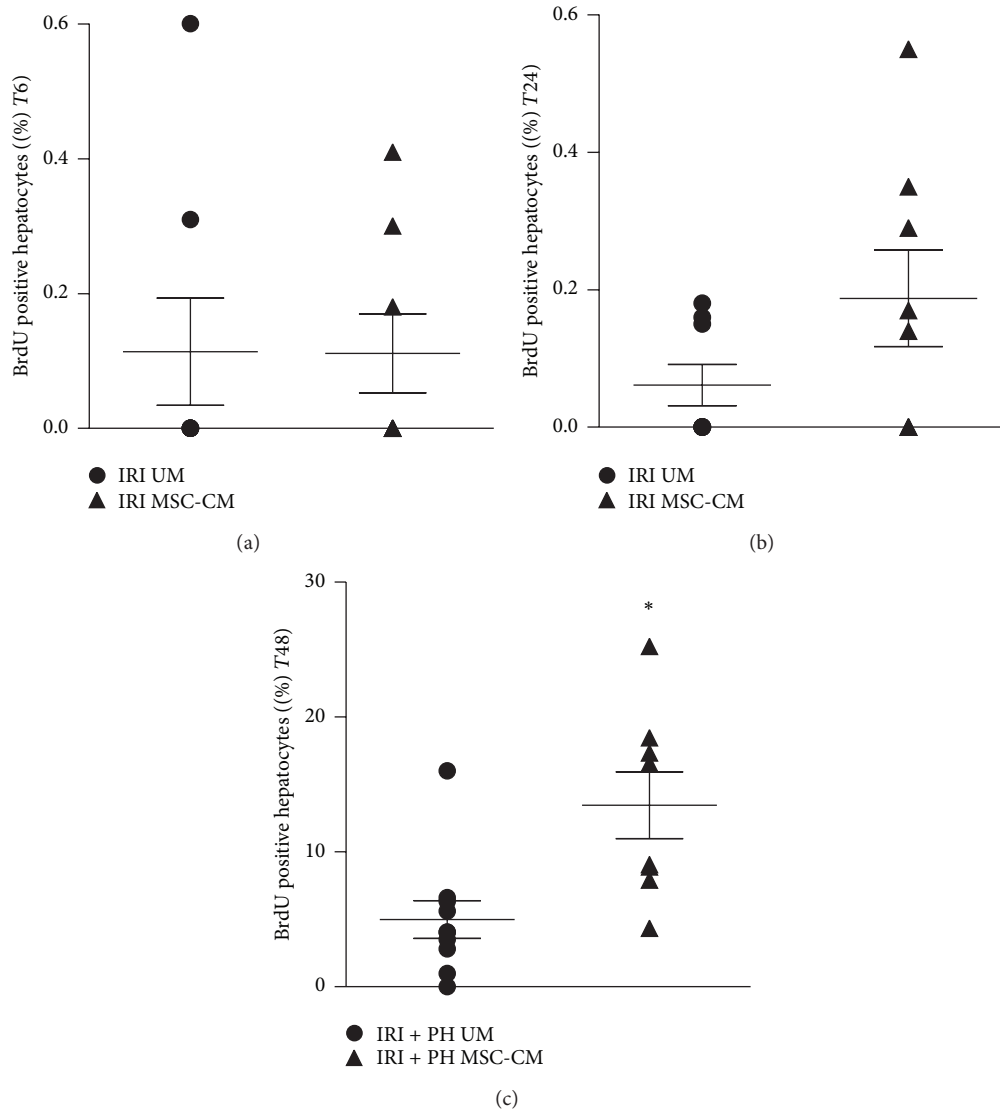 BrdU positive hepatocytes ((%) T6)
0.6
0.4
0.2
0.0
IRI UM
IRI MSC-CM
(a)
BrdU positive hepatocytes ((%) T24)
0.6
0.4
0.2
0.0
IRI UM
IRI MSC-CM
(b)
BrdU positive hepatocytes ((%) T48)
30
20
10
0
*
IRI + PH UM
IRI + PH MSC-CM
(c)